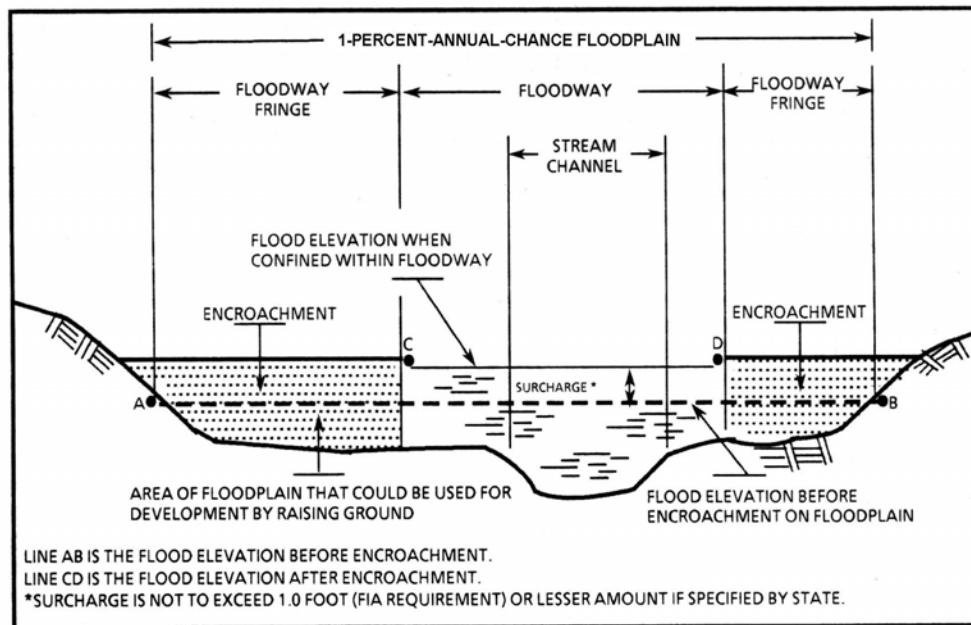 1-PERCENT-ANNUAL-CHANCE FLOODPLAIN
FLOODWAY
FRINGE
FLOODWAY
FLOODWAY
FRINGE
STREAM
CHANNEL
FLOOD ELEVATION WHEN
CONFINED WITHIN FLOODWAY
ENCROACHMENT
ENCROACHMENT
C
D
SURCHARGE *
A
B
AREA OF FLOODPLAIN THAT COULD BE USED FOR
DEVELOPMENT BY RAISING GROUND
FLOOD ELEVATION BEFORE
ENCROACHMENT ON FLOODPLAIN
LINE AB IS THE FLOOD ELEVATION BEFORE ENCROACHMENT.
LINE CD IS THE FLOOD ELEVATION AFTER ENCROACHMENT.
*SURCHARGE IS NOT TO EXCEED 1.0 FOOT (FIA REQUIREMENT) OR LESSER AMOUNT IF SPECIFIED BY STATE.